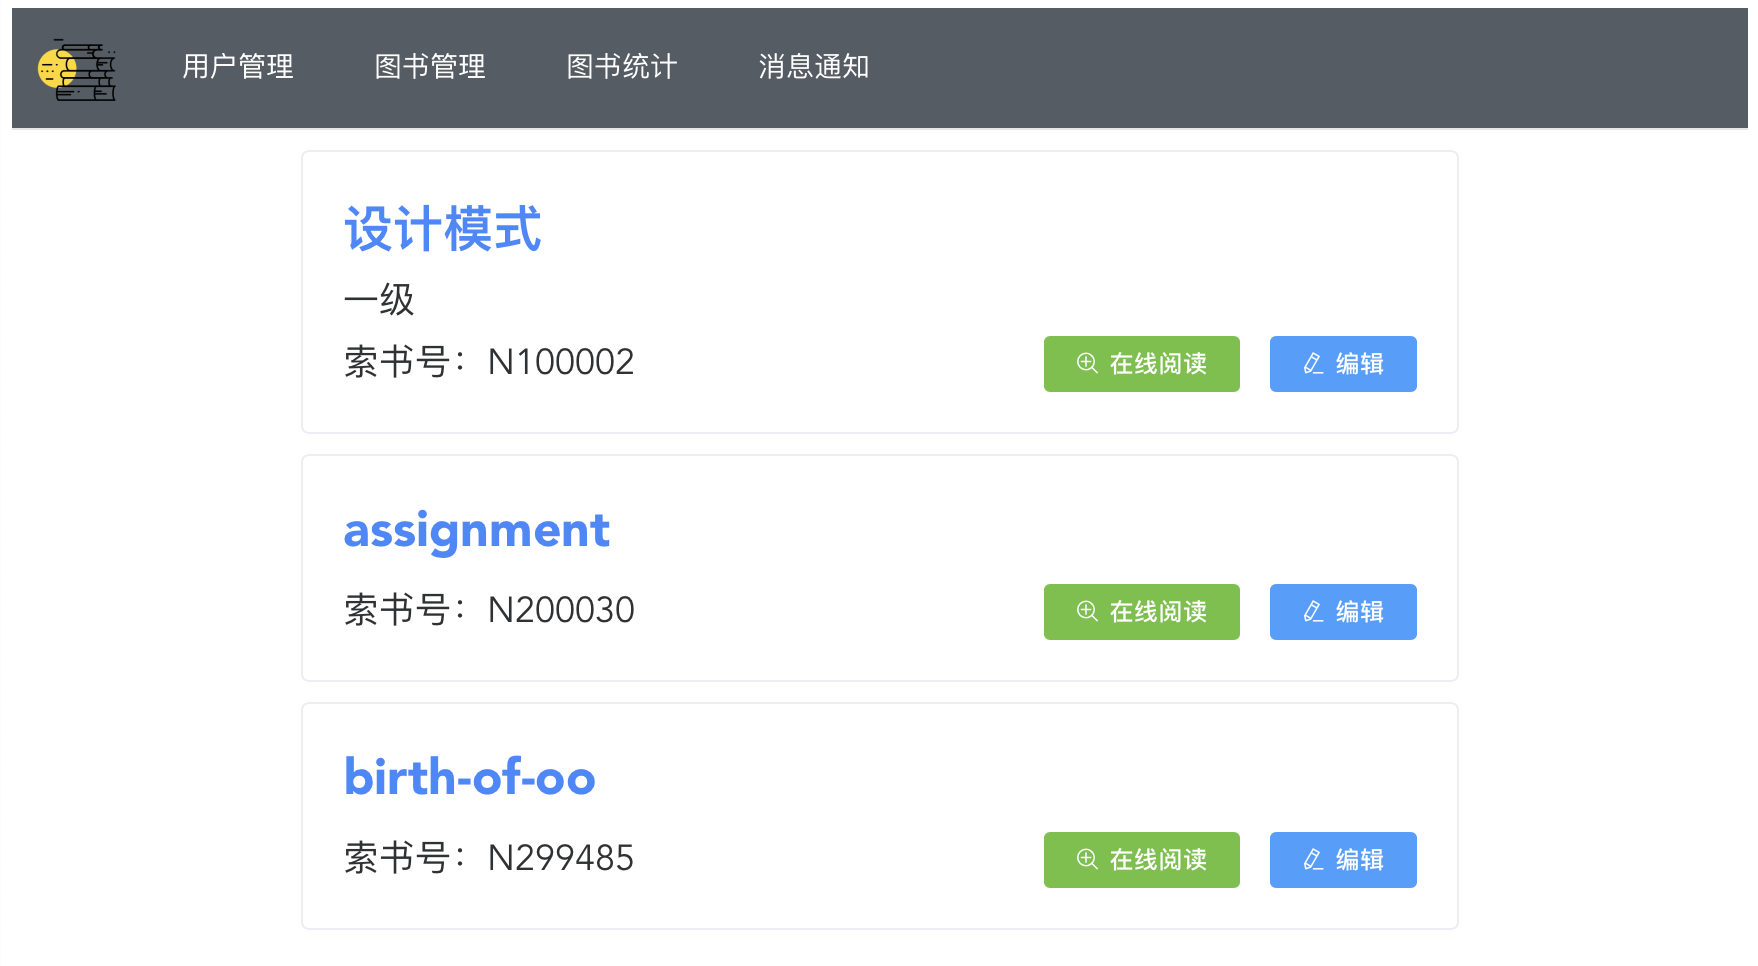 用户管理 图书管理 图书统计 消息通知
设计模式
一级
索书号：N100002 在线阅读 编辑
assignment
索书号：N200030 在线阅读 编辑
birth-of-oo
索书号：N299485 在线阅读 编辑